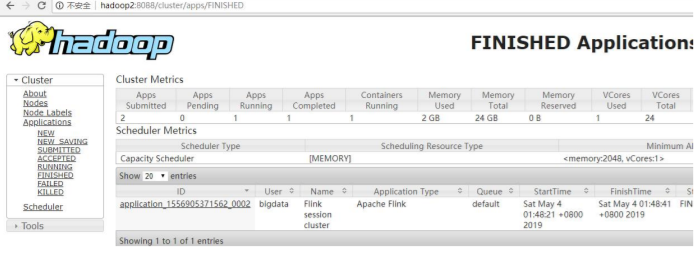 不安全 | hadoop2:8088/cluster/apps/FINISHED
hadoop
FINISHED Applications
Cluster
About
Nodes
Node Labels
Applications
NEW
NEW_SAVING
SUBMITTED
ACCEPTED
RUNNING
FINISHED
FAILED
KILLED
Scheduler
Tools
Cluster Metrics
Apps Submitted Apps Pending Apps Running Apps Completed Containers Running Memory Used Memory Total Memory Reserved VCores Used VCores Total
2 0 1 1 1 2 GB 24 GB 0 B 1 24
Scheduler Metrics
Scheduler Type Scheduling Resource Type Minimum
Capacity Scheduler [MEMORY] <memory:2048, vCores:1>
Show 20 entries
ID User Name Application Type Queue StartTime FinishTime
application_1556905371562_0002 bigdata Flink session cluster Apache Flink default Sat May 4 01:48:21 +0800 2019 Sat May 4 01:48:41 +0800 2019 FIN
Showing 1 to 1 of 1 entries